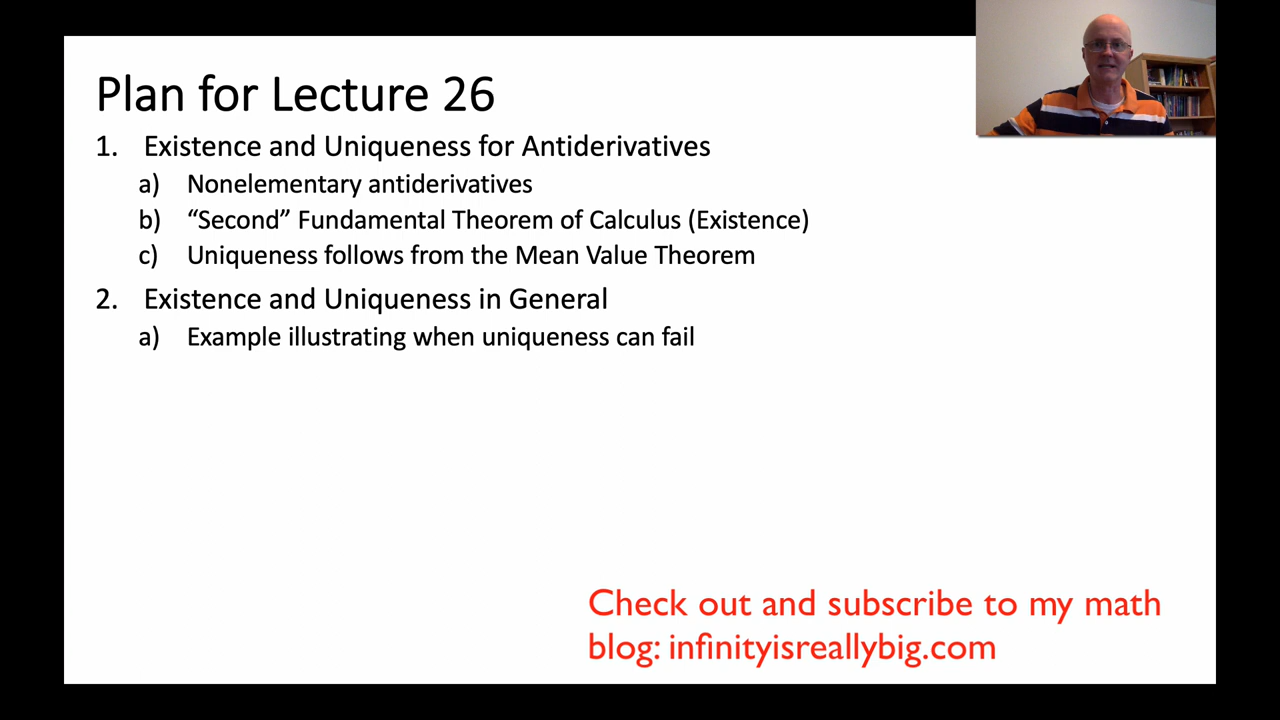 Plan for Lecture 26
1. Existence and Uniqueness for Antiderivatives
a) Nonelementary antiderivatives
b) “Second” Fundamental Theorem of Calculus (Existence)
c) Uniqueness follows from the Mean Value Theorem
2. Existence and Uniqueness in General
a) Example illustrating when uniqueness can fail
Check out and subscribe to my math
blog: infinityisreallybig.com